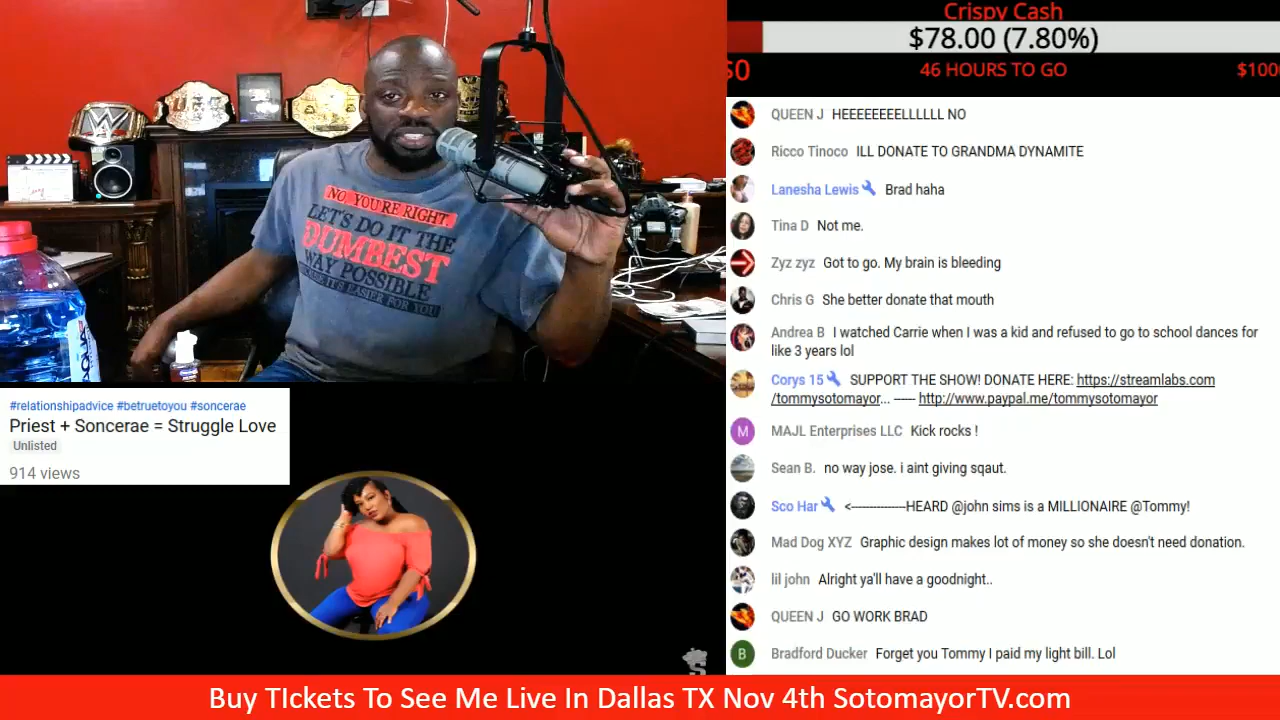 Crispy Cash
$78.00 (7.80%)
$0 46 HOURS TO GO $100
NO, YOU'RE RIGHT.
LET'S DO IT THE
DUMBEST
WAY POSSIBLE
BECAUSE IT'S EASIER FOR YOU
#relationshipadvice #betruetoyou #soncerae
Priest + Soncerae = Struggle Love
Unlisted
914 views
QUEEN J HEEEEEEEELLLLLL NO
Ricco Tinoco ILL DONATE TO GRANDMA DYNAMITE
Lanesha Lewis Brad haha
Tina D Not me.
Zyz zyz Got to go. My brain is bleeding
Chris G She better donate that mouth
Andrea B I watched Carrie when I was a kid and refused to go to school dances for
like 3 years lol
Corys 15 SUPPORT THE SHOW! DONATE HERE: https://streamlabs.com
/tommysotomayor... ------ http://www.paypal.me/tommysotomayor
M MAJL Enterprises LLC Kick rocks !
Sean B. no way jose. i aint giving sqaut.
Sco Har <---------------HEARD @john sims is a MILLIONAIRE @Tommy!
Mad Dog XYZ Graphic design makes lot of money so she doesn't need donation.
lil john Alright ya'll have a goodnight..
QUEEN J GO WORK BRAD
B Bradford Ducker Forget you Tommy I paid my light bill. Lol
Buy TIckets To See Me Live In Dallas TX Nov 4th SotomayorTV.com